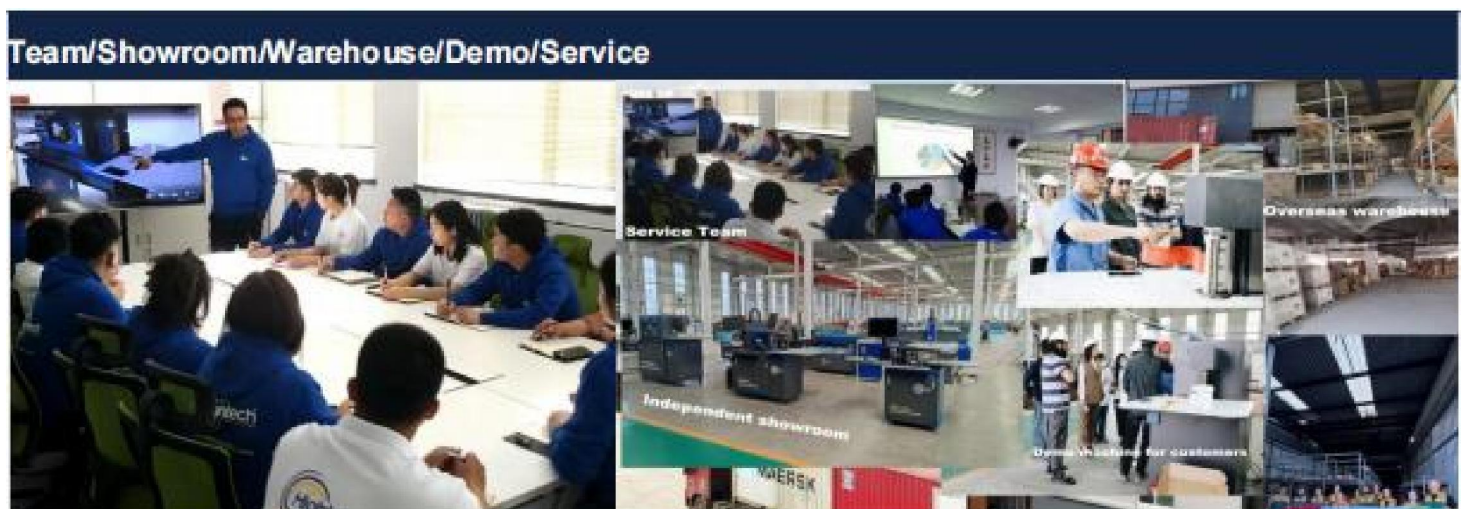 Team/Showroom/Warehouse/Demo/Service
Service Team
Overseas warehouse
Independent showroom
Demo machine for customers
MAERSK